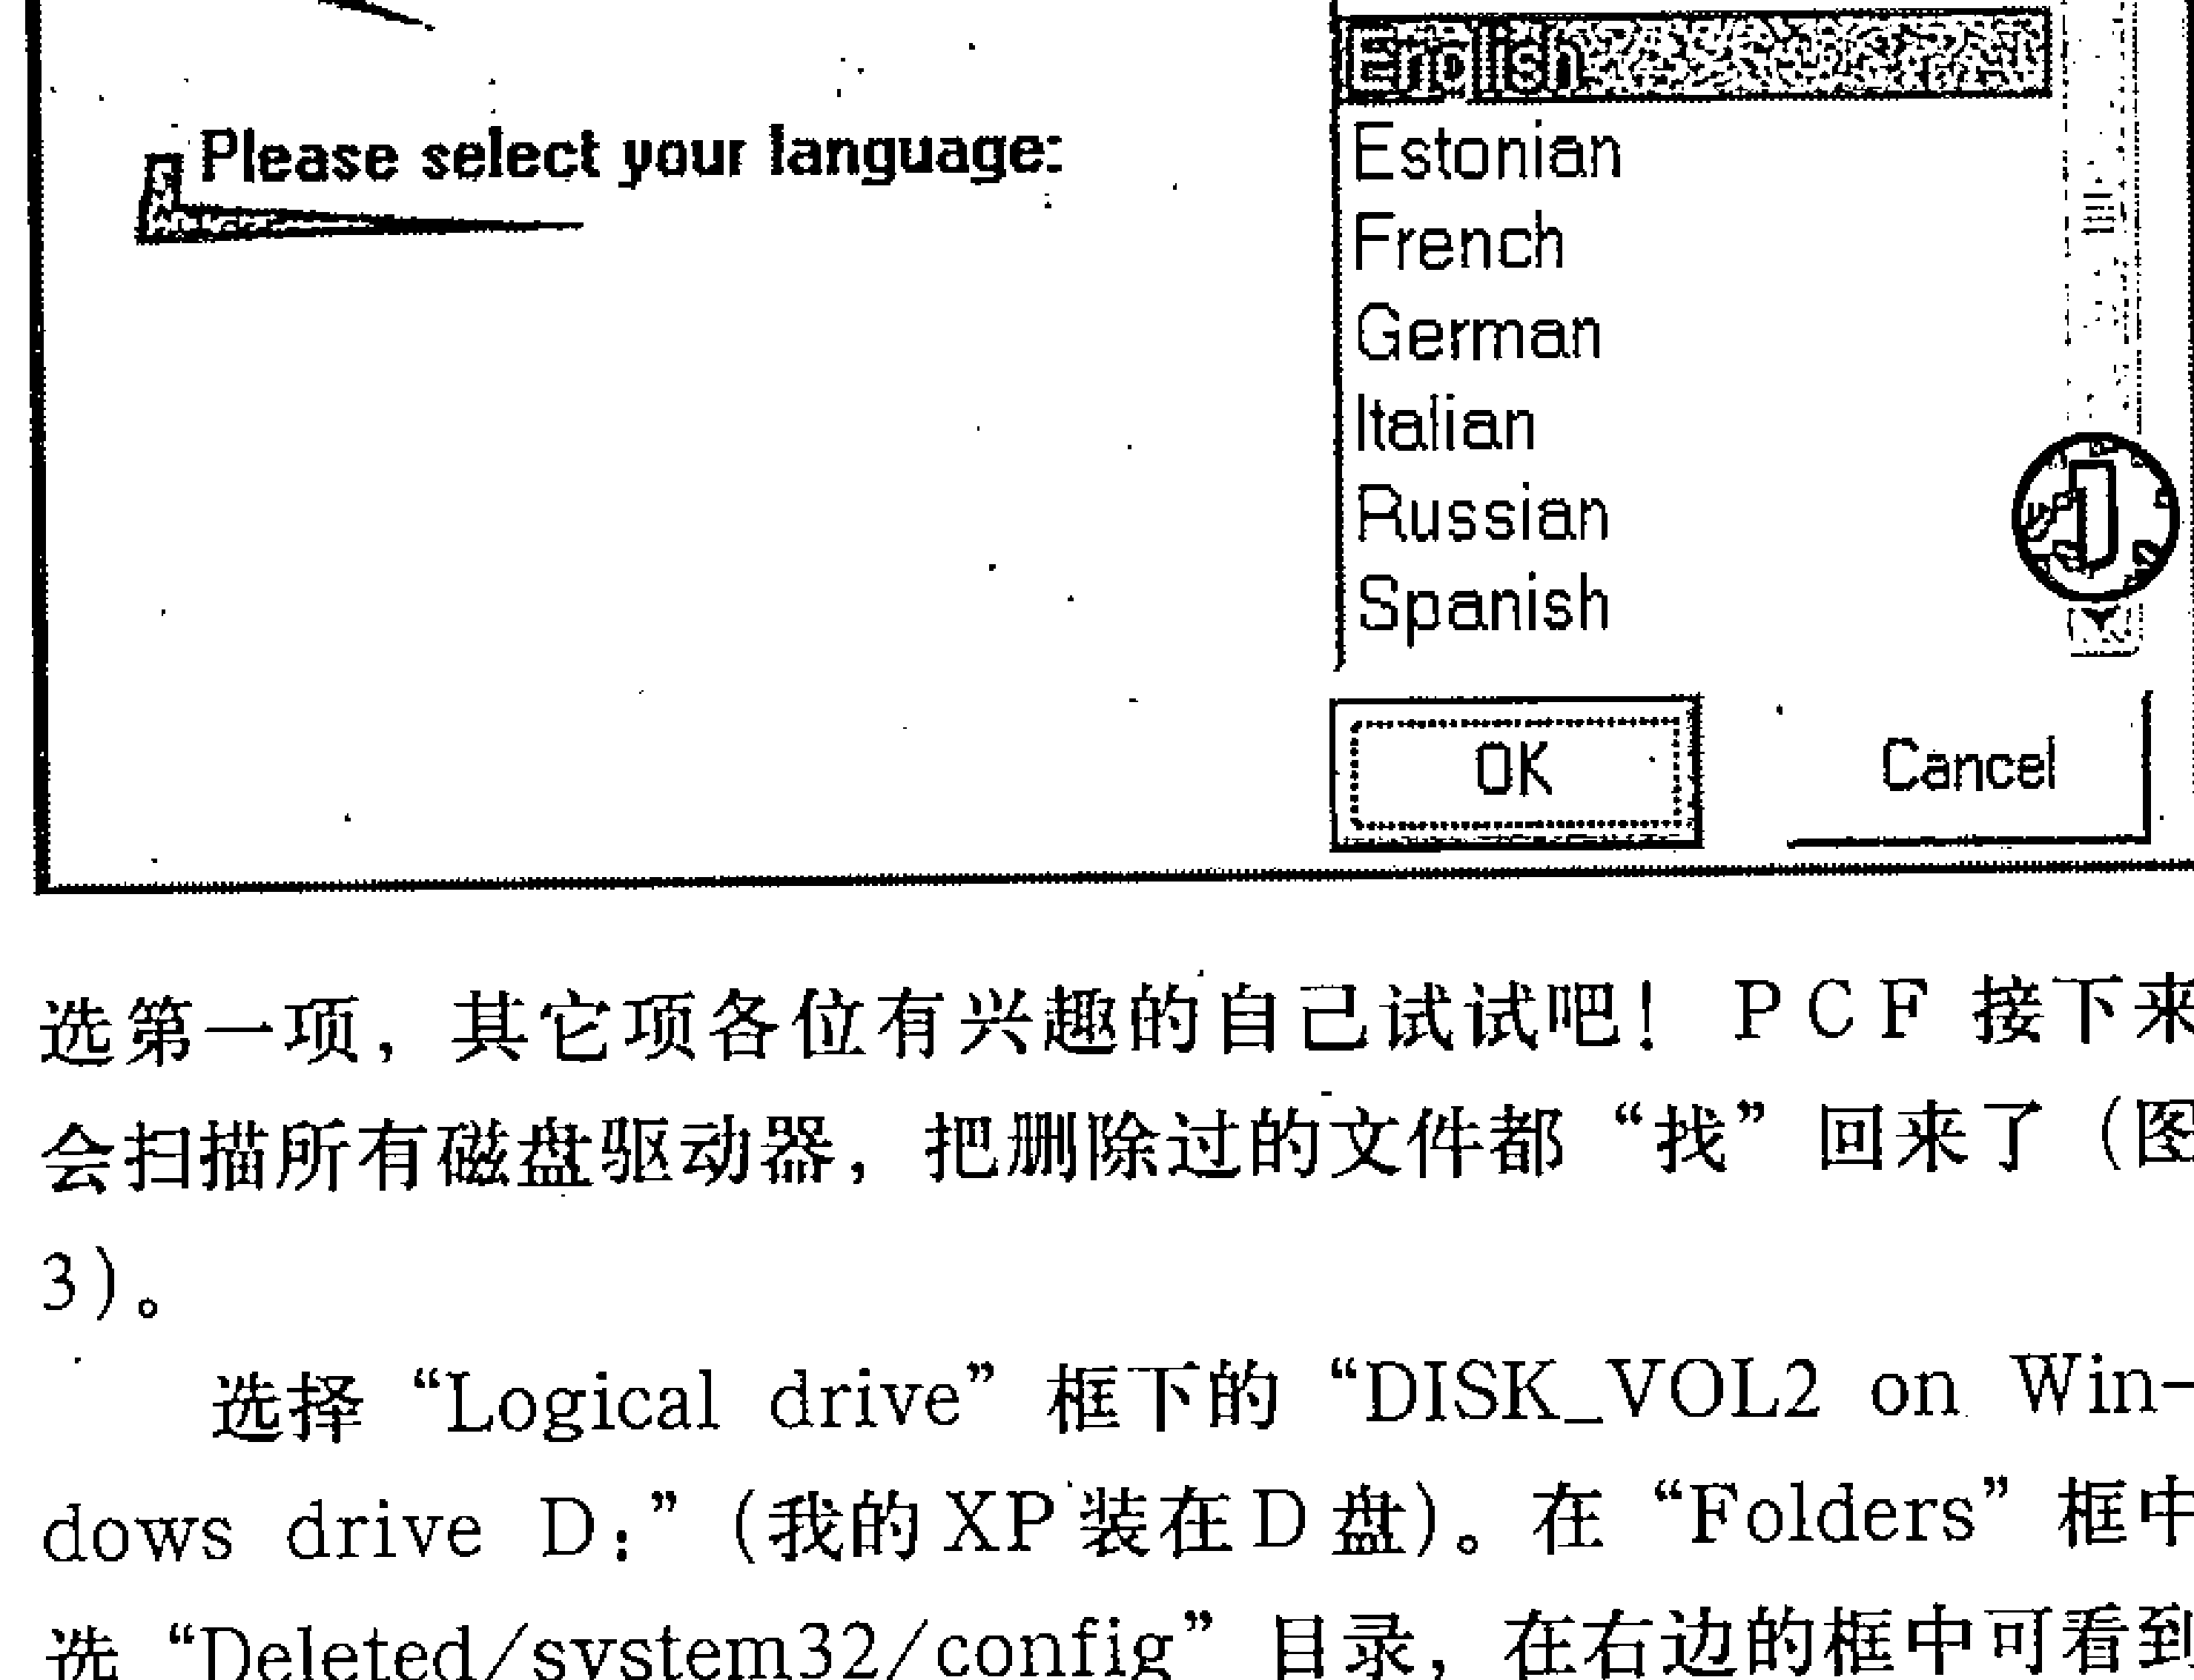 English
Please select your language:
Estonian
French
German
Italian
Russian
Spanish
OK
Cancel
选第一项，其它项各位有兴趣的自己试试吧！ PCF 接下来
会扫描所有磁盘驱动器，把删除过的文件都“找”回来了（图
3）。
选择“Logical drive”框下的“DISK_VOL2 on Win-
dows drive D：”（我的XP装在D盘）。在“Folders”框中
选“Deleted/system32/config”目录，在右边的框中可看到